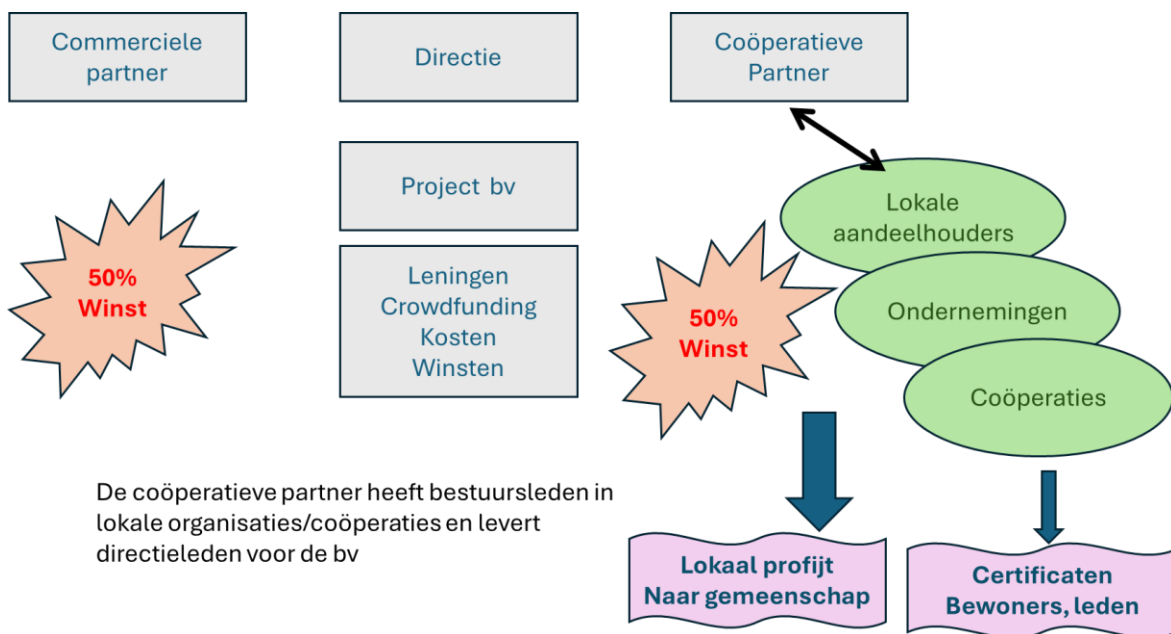 Commerciele
partner
Directie
Coöperatieve
Partner
Project bv
Lokale
aandeelhouders
50%
Winst
Leningen
Crowdfunding
Kosten
Winsten
50%
Winst
Ondernemingen
Coöperaties
De coöperatieve partner heeft bestuursleden in
lokale organisaties/coöperaties en levert
directieleden voor de bv
Lokaal profijt
Naar gemeenschap
Certificaten
Bewoners, leden